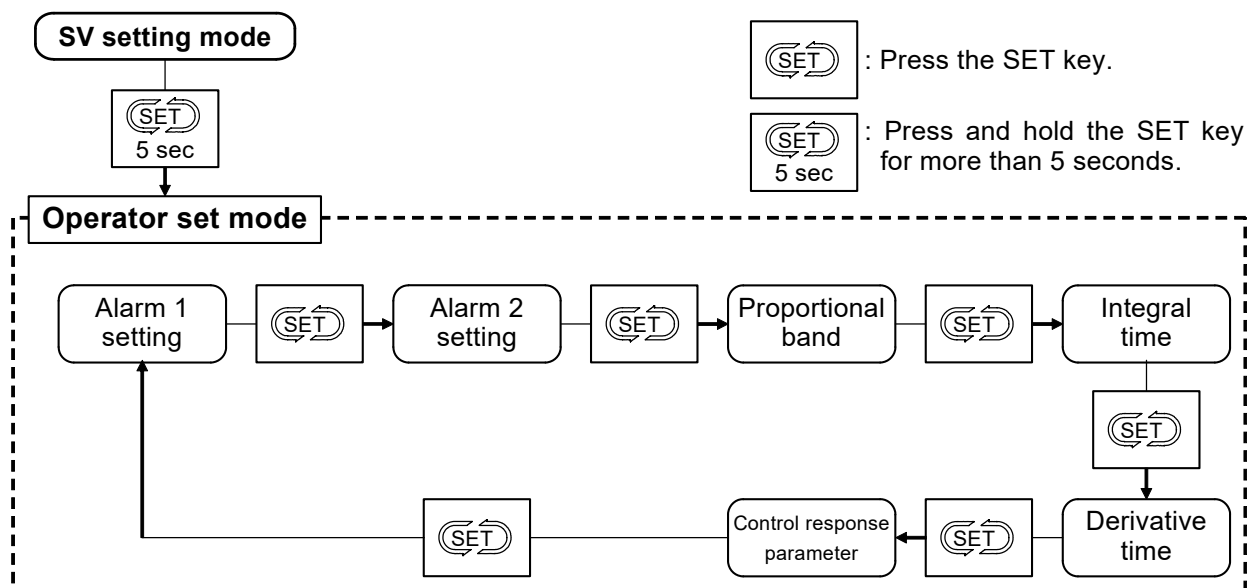 SV setting mode
SET
5 sec
SET
: Press the SET key.
SET
5 sec
: Press and hold the SET key
for more than 5 seconds.
Operator set mode
Alarm 1
setting
SET
Alarm 2
setting
SET
Proportional
band
SET
Integral
time
SET
Derivative
time
SET
Control response
parameter
SET